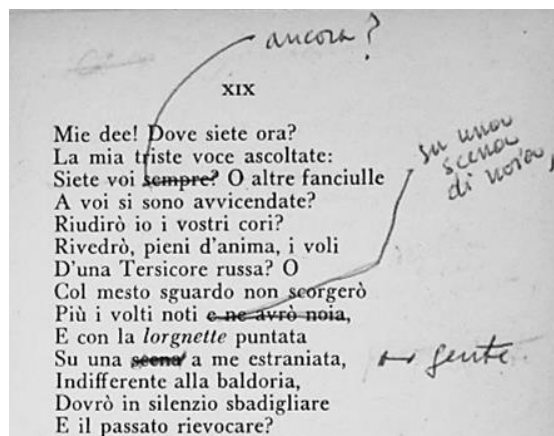 ancora?
XIX
Mie dee! Dove siete ora?
La mia triste voce ascoltate:
Siete voi sempre? O altre fanciulle
A voi si sono avvicendate?
Riudirò io i vostri cori?
Rivedrò, pieni d'anima, i voli
D'una Tersicore russa? O
Col mesto sguardo non scorgerò
Più i volti noti e ne avrò noia,
E con la lorgnette puntata
Su una scena a me estraniata,
Indifferente alla baldoria,
Dovrò in silenzio sbadigliare
E il passato rievocare?
su una
scena
di noia,
gente